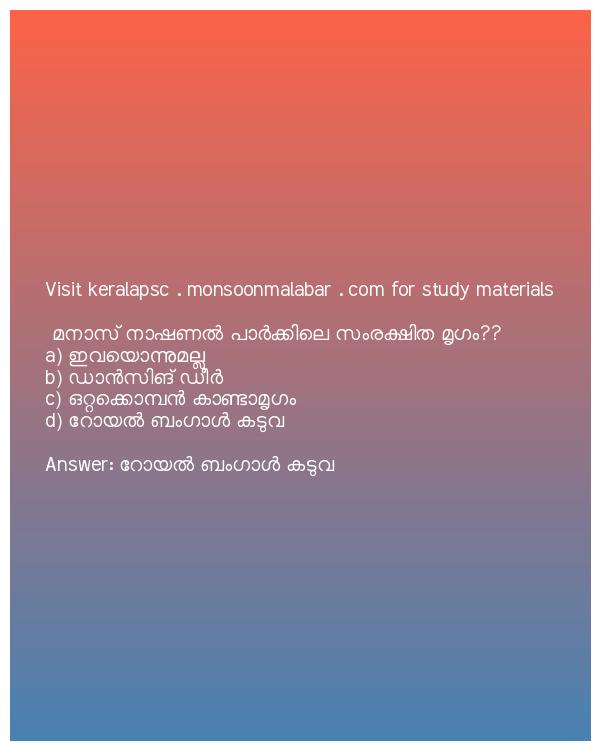 Visit keralapsc . monsoonmalabar . com for study materials
മനാസ് നാഷണൽ പാർക്കിലെ സംരക്ഷിത മൃഗം??
a) ഇവയൊന്നുമല്ല
b) ഡാൻസിങ് ഡീർ
c) ഒറ്റക്കൊമ്പൻ കാണ്ടാമൃഗം
d) റോയൽ ബംഗാൾ കടുവ
Answer: റോയൽ ബംഗാൾ കടുവ